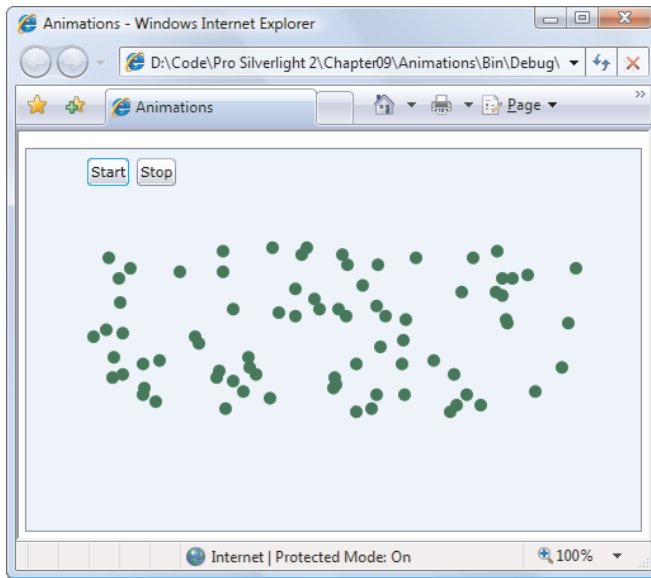 Animations - Windows Internet Explorer
D:\Code\Pro Silverlight 2\Chapter09\Animations\Bin\Debug\
Animations
Page
Start Stop
Internet | Protected Mode: On
100%